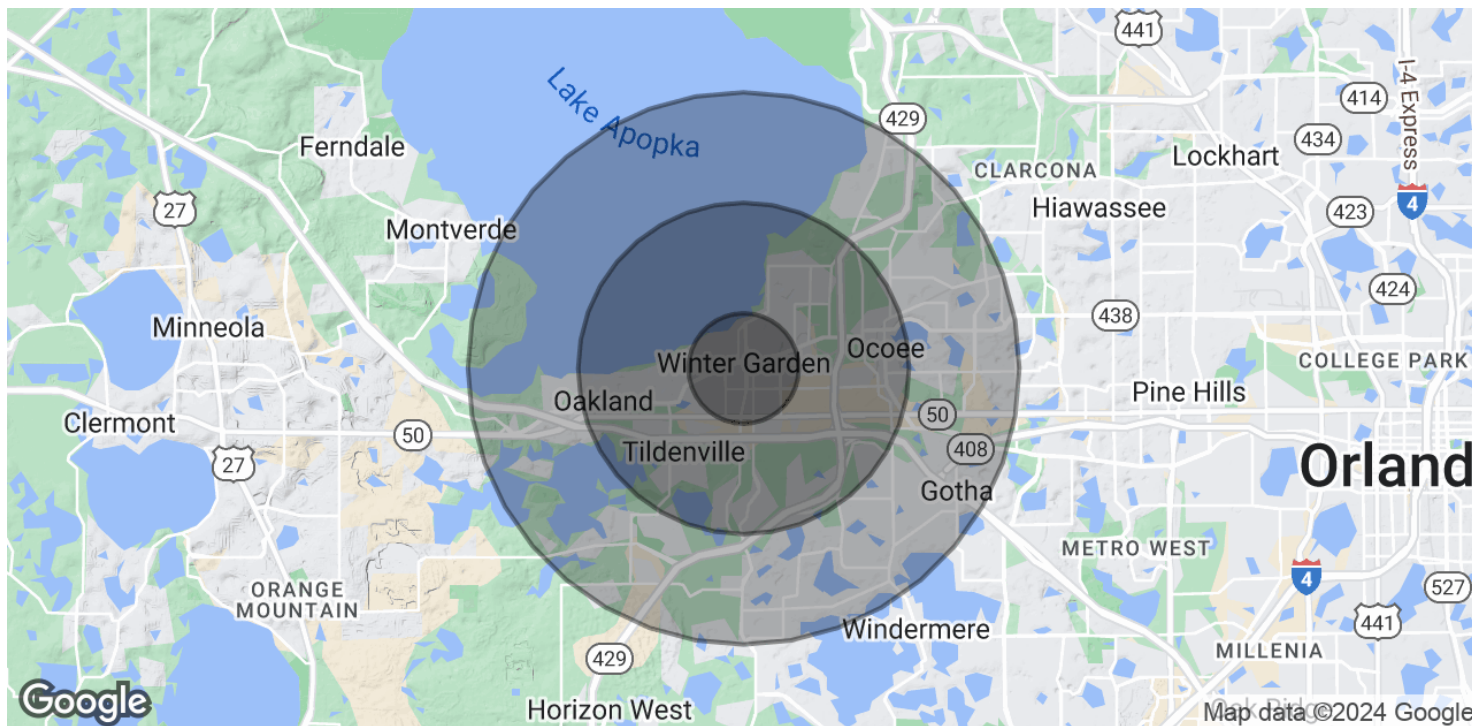 441
I-4 Express
414
Lake Apopka
429
434
Ferndale
Lockhart
CLARCONA
27
4
423
Hiawassee
Montverde
424
438
Minneola
Ocoee
Winter Garden
COLLEGE PARK
Pine Hills
Oakland
50
Clermont
50
Tildenville
408
27
Orland
Gotha
METRO WEST
4
527
ORANGE
MOUNTAIN
441
Windermere
MILLENIA
429
Google
Horizon West
Map data ©2024 Google